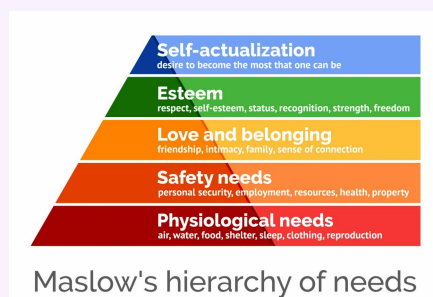 Self-actualization
desire to become the most that one can be
Esteem
respect, self-esteem, status, recognition, strength, freedom
Love and belonging
friendship, intimacy, family, sense of connection
Safety needs
personal security, employment, resources, health, property
Physiological needs
air, water, food, shelter, sleep, clothing, reproduction
Maslow's hierarchy of needs